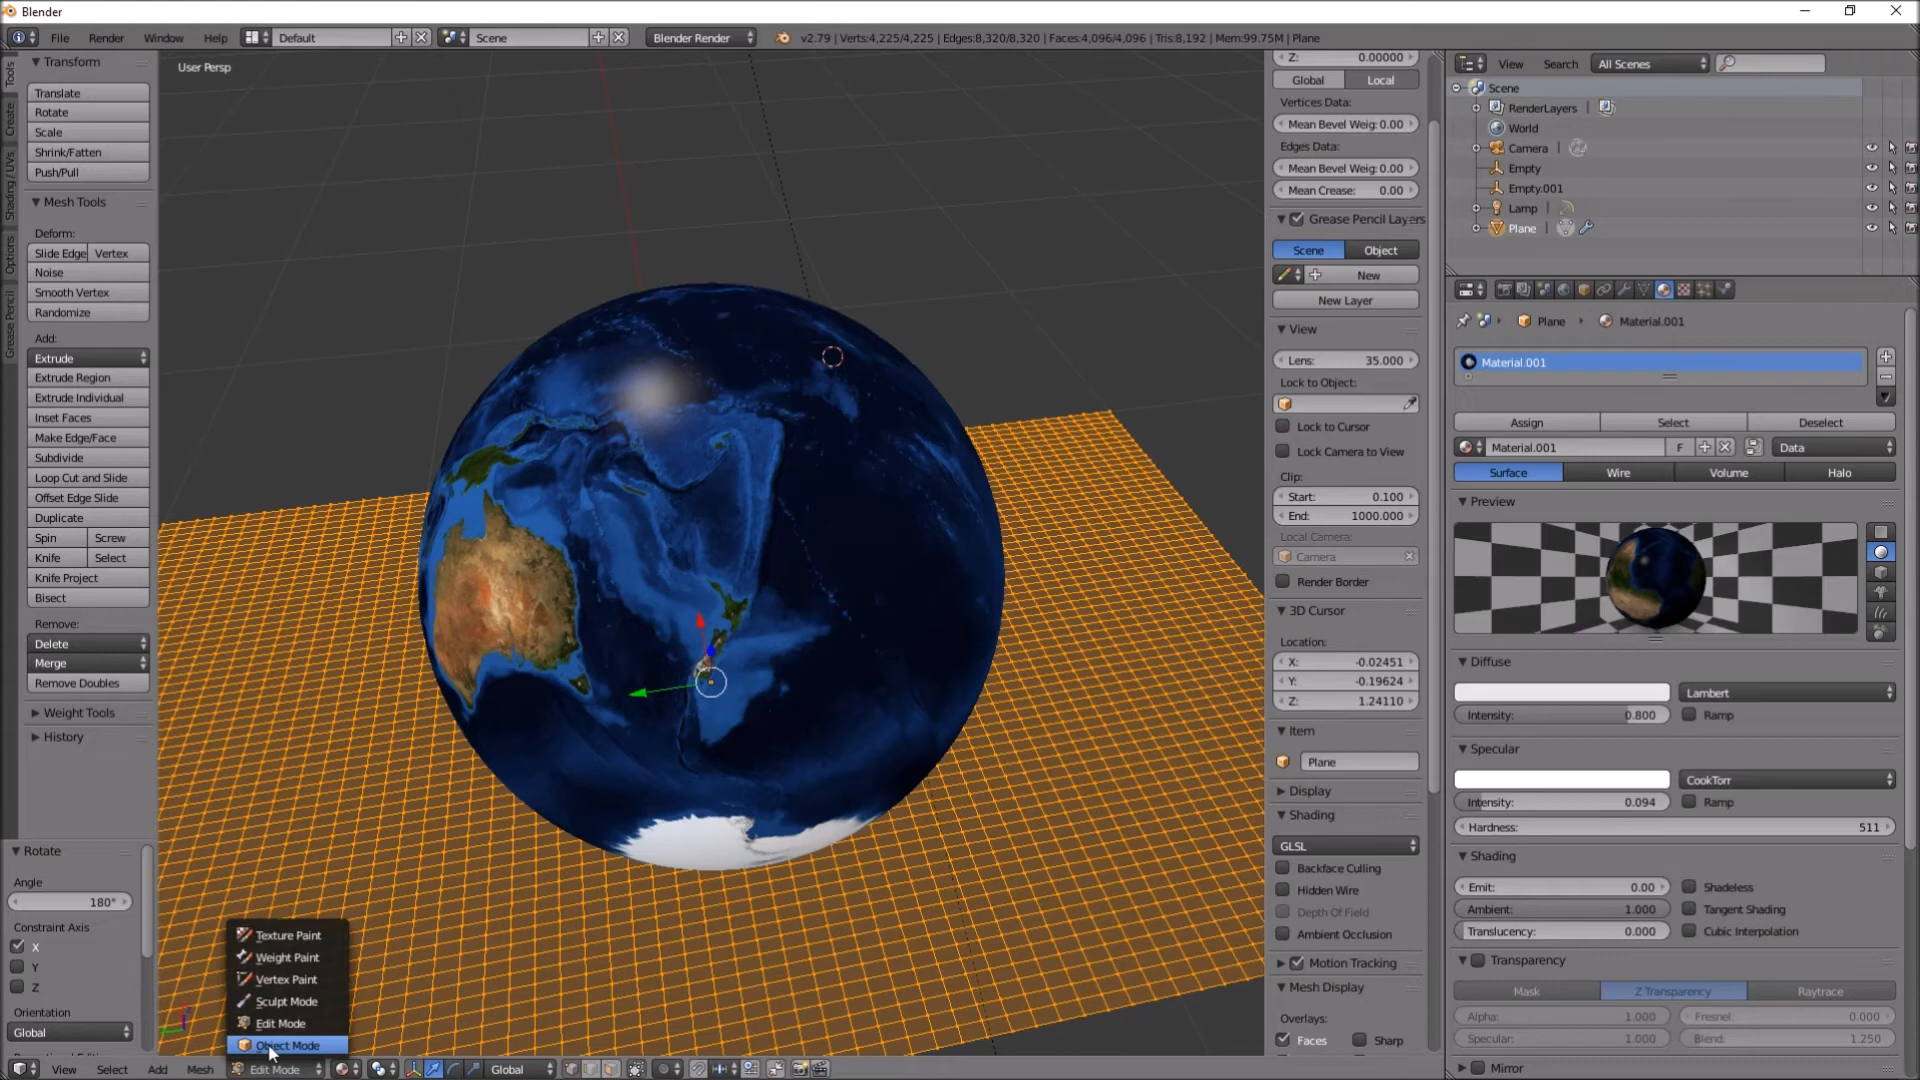 Blender
File Render Window Help Default Scene Blender Render v2.79 | Verts:4,225/4,225 | Edges:8,320/8,320 | Faces:4,096/4,096 | Tris:8,192 | Mem:99.75M | Plane
Tools
Create
Shading / UVs
Options
Grease Pencil
Transform
Translate
Rotate
Scale
Shrink/Fatten
Push/Pull
Mesh Tools
Deform:
Slide Edge Vertex
Noise
Smooth Vertex
Randomize
Add:
Extrude
Extrude Region
Extrude Individual
Inset Faces
Make Edge/Face
Subdivide
Loop Cut and Slide
Offset Edge Slide
Duplicate
Spin Screw
Knife Select
Knife Project
Bisect
Remove:
Delete
Merge
Remove Doubles
Weight Tools
History
Rotate
Angle
180°
Constraint Axis
X
Y
Z
Orientation
Global
User Persp
Texture Paint
Weight Paint
Vertex Paint
Sculpt Mode
Edit Mode
Object Mode
View Select Add Mesh Edit Mode Global
Z: 0.00000
Global Local
Vertices Data:
Mean Bevel Weig: 0.00
Edges Data:
Mean Bevel Weig: 0.00
Mean Crease: 0.00
Grease Pencil Layers
Scene Object
New
New Layer
View
Lens: 35.000
Lock to Object:
Lock to Cursor
Lock Camera to View
Clip:
Start: 0.100
End: 1000.000
Local Camera:
Camera
Render Border
3D Cursor
Location:
X: -0.02451
Y: -0.19624
Z: 1.24110
Item
Plane
Display
Shading
GLSL
Backface Culling
Hidden Wire
Depth Of Field
Ambient Occlusion
Motion Tracking
Mesh Display
Overlays:
Faces Sharp
View Search All Scenes
Scene
RenderLayers
World
Camera
Empty
Empty.001
Lamp
Plane
Plane Material.001
Material.001
Assign Select Deselect
Material.001 F Data
Surface Wire Volume Halo
Preview
Diffuse
Lambert
Intensity: 0.800 Ramp
Specular
CookTorr
Intensity: 0.094 Ramp
Hardness: 511
Shading
Emit: 0.00 Shadeless
Ambient: 1.000 Tangent Shading
Translucency: 0.000 Cubic Interpolation
Transparency
Mask Z Transparency Raytrace
Alpha: 1.000 Fresnel: 0.000
Specular: 1.000 Blend: 1.250
Mirror